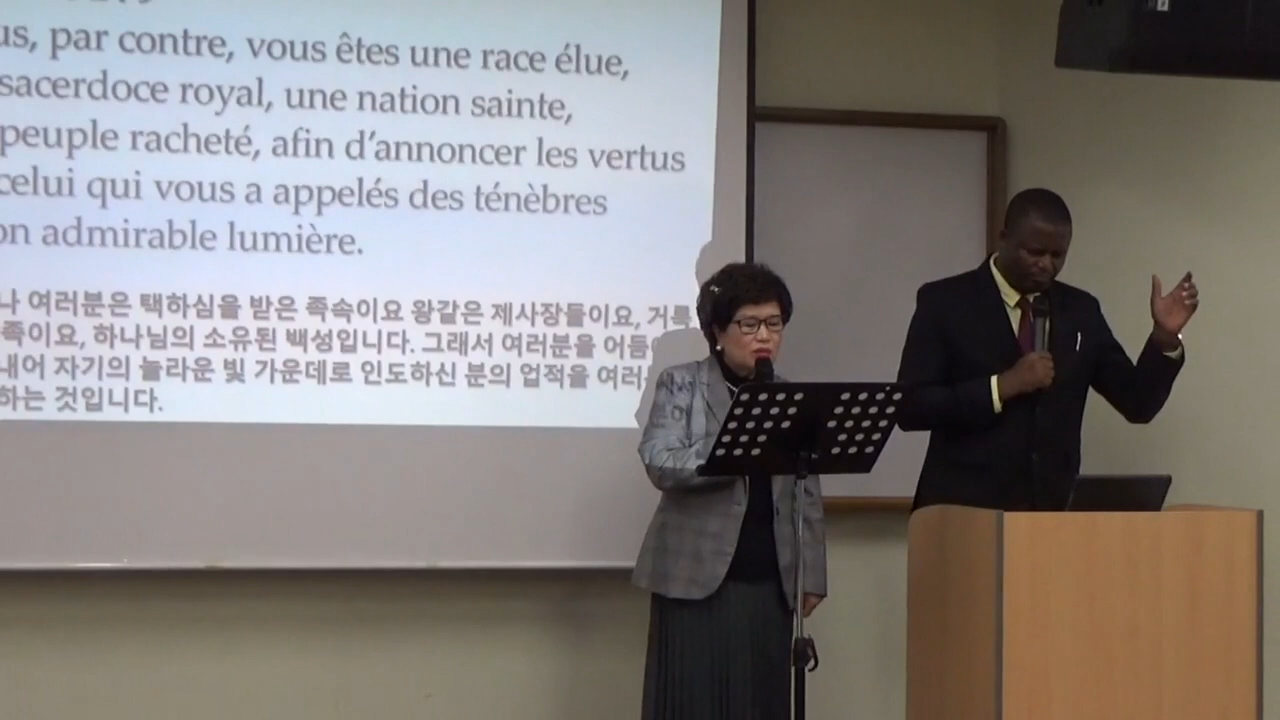 us, par contre, vous êtes une race élue,
sacerdoce royal, une nation sainte,
peuple racheté, afin d'annoncer les vertus
celui qui vous a appelés des ténèbres
on admirable lumière.
나 여러분은 택하심을 받은 족속이요 왕같은 제사장들이요, 거룩
족이요, 하나님의 소유된 백성입니다. 그래서 여러분을 어둠
내어 자기의 놀라운 빛 가운데로 인도하신 분의 업적을 여러
하는 것입니다.